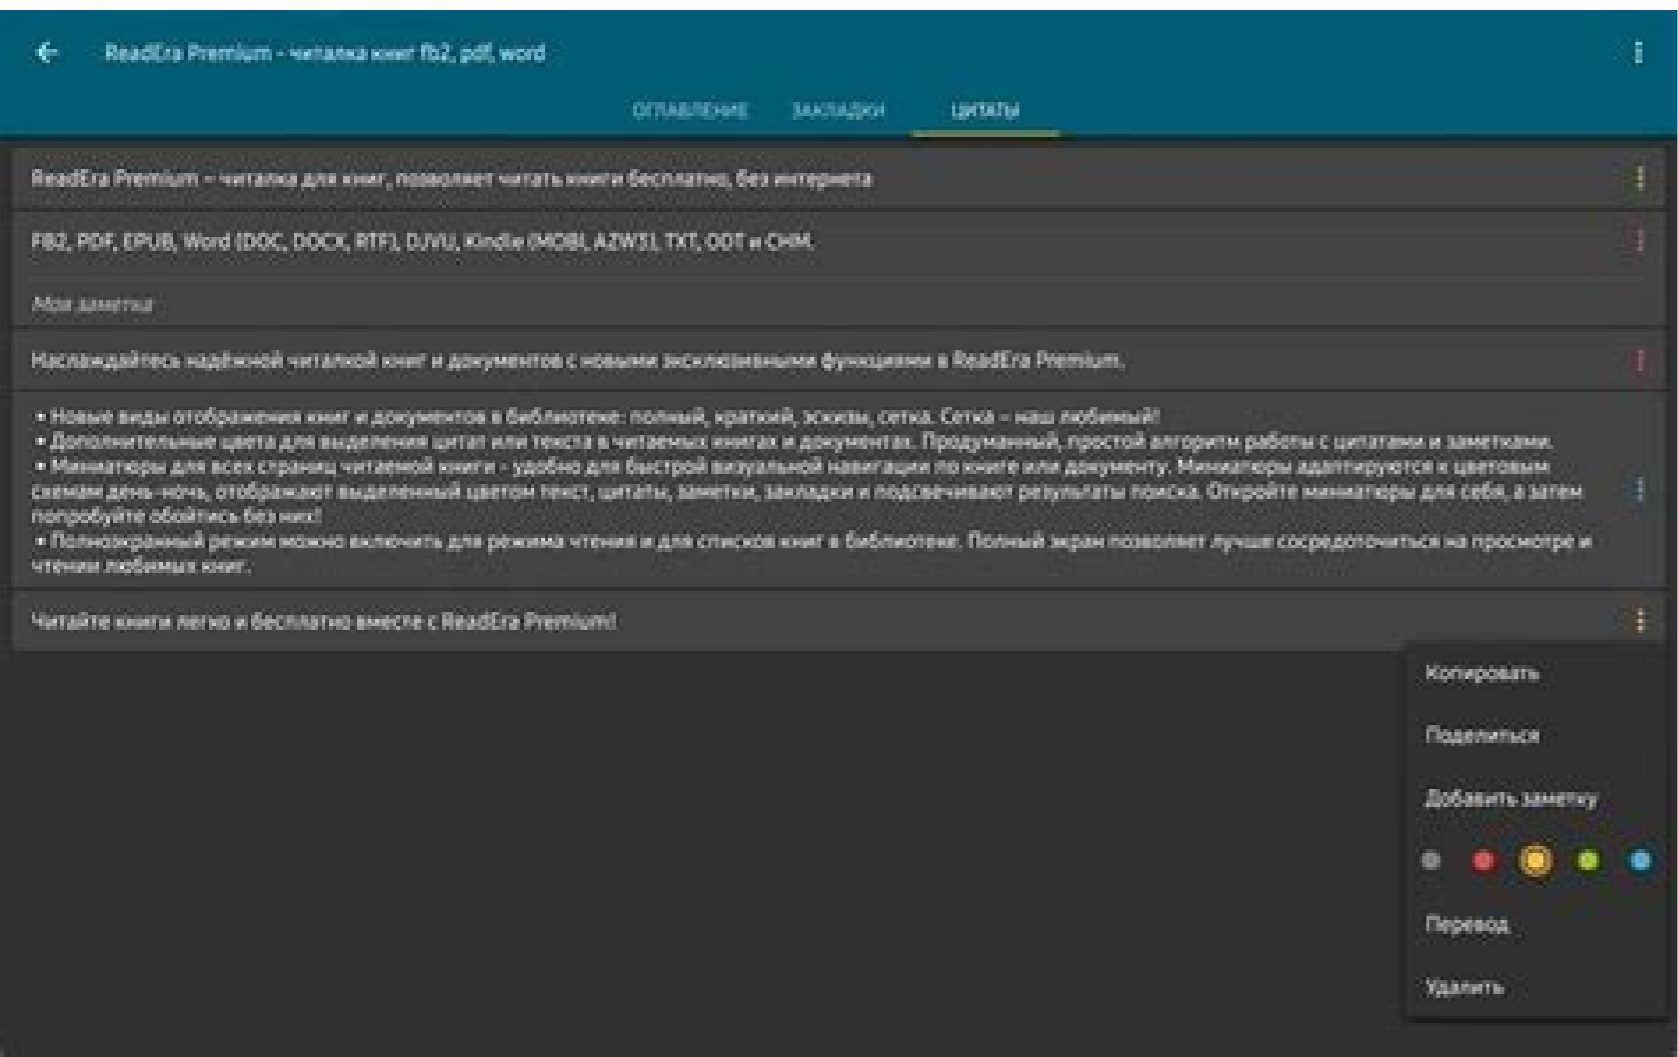 ReadEra Premium - читалка книг fb2, pdf, word
ОГЛАВЛЕНИЕ ЗАКЛАДКИ ЦИТАТЫ
ReadEra Premium – читалка для книг, позволяет читать книги бесплатно, без интернета
FB2, PDF, EPUB, Word (DOC, DOCX, RTF), DJVU, Kindle (MOBI, AZW3), TXT, ODT и CHM.
Моя заметка
Наслаждайтесь надёжной читалкой книг и документов с новыми эксклюзивными функциями в ReadEra Premium.
• Новые виды отображения книг и документов в библиотеке: полный, краткий, эскизы, сетка. Сетка – наш любимый!
• Дополнительные цвета для выделения цитат или текста в читаемых книгах и документах. Продуманный, простой алгоритм работы с цитатами и заметками.
• Миниатюры для всех страниц читаемой книги - удобно для быстрой визуальной навигации по книге или документу. Миниатюры адаптируются к цветовым
схемам день-ночь, отображают выделенный цветом текст, цитаты, заметки, закладки и подсвечивают результаты поиска. Откройте миниатюры для себя, а затем
попробуйте обойтись без них!
• Полноэкранный режим можно включить для режима чтения и для списков книг в библиотеке. Полный экран позволяет лучше сосредоточиться на просмотре и
чтении любимых книг.
Читайте книги легко и бесплатно вместе с ReadEra Premium!
Копировать
Поделиться
Добавить заметку
Перевод
Удалить